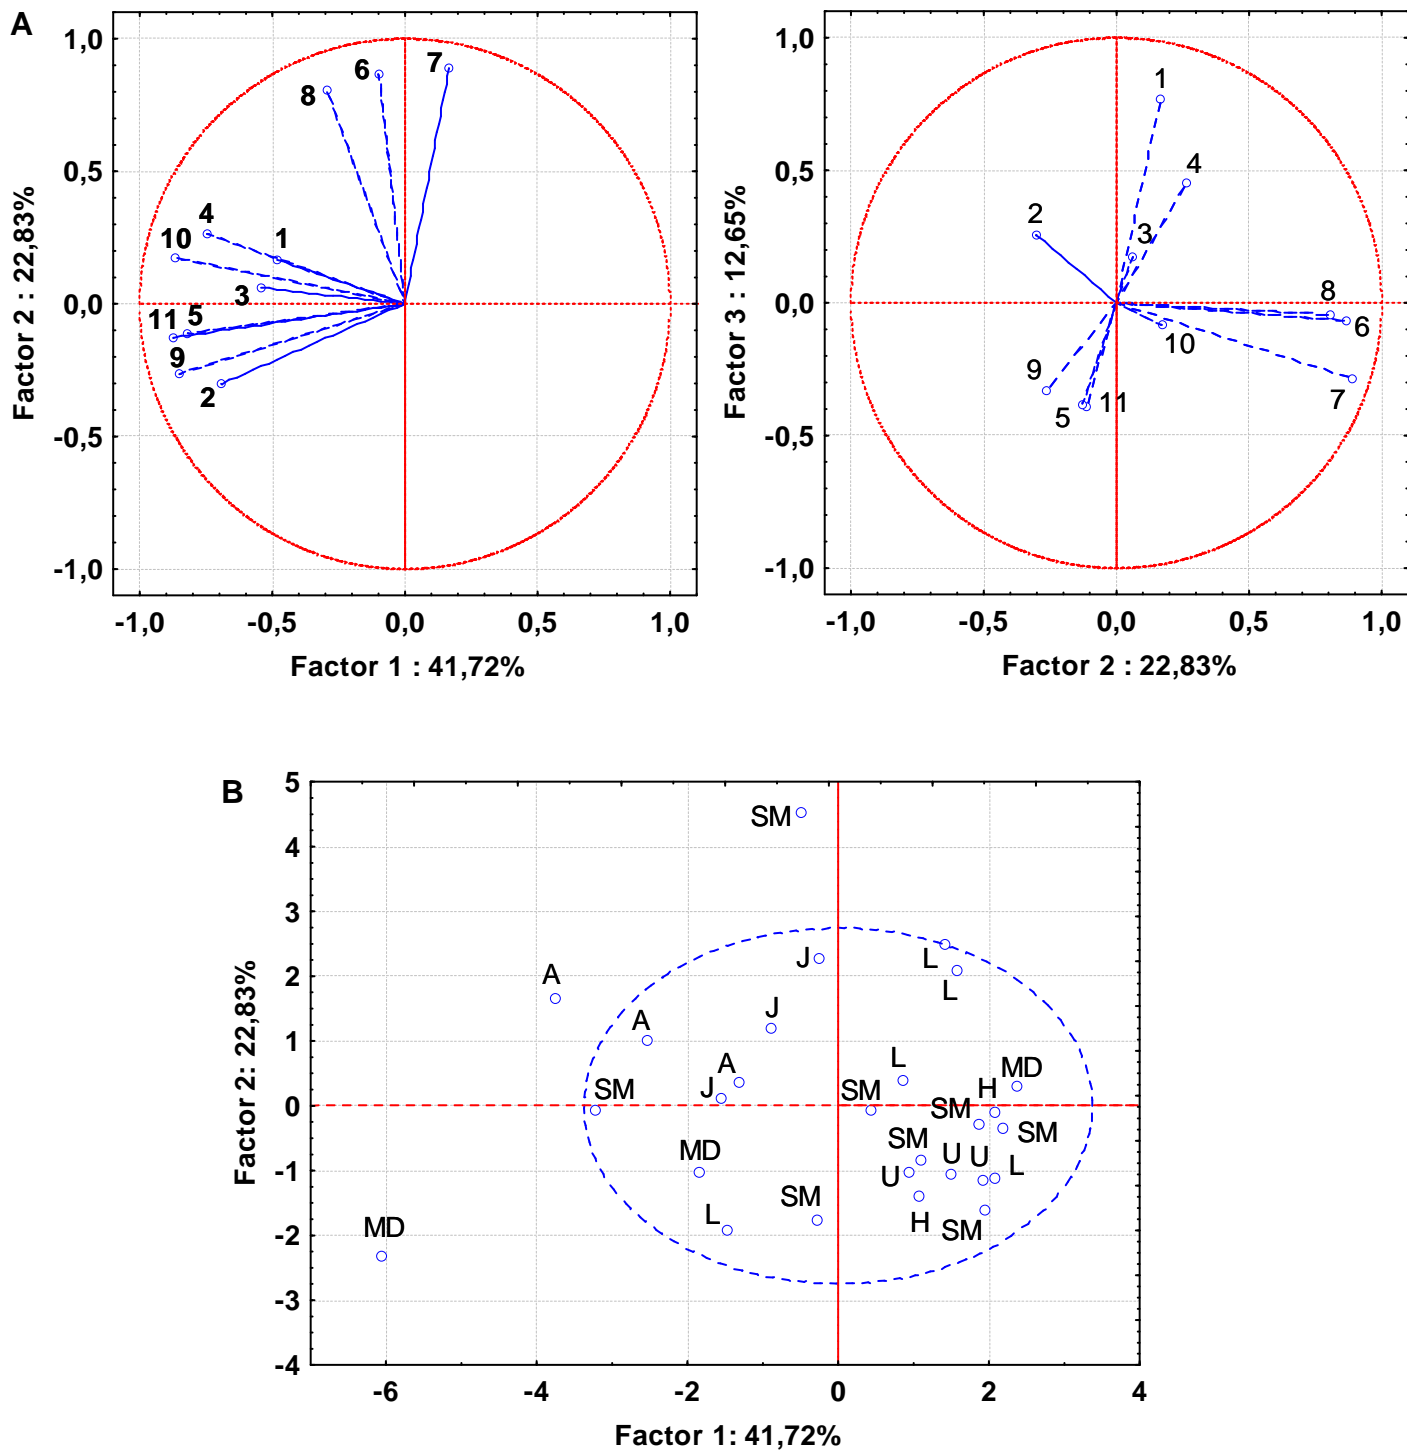 A
1,0
0,5
0,0
-0,5
-1,0
Factor 2 : 22,83%
6
7
8
4
10
1
3
11
5
9
2
-1,0 -0,5 0,0 0,5 1,0
Factor 1 : 41,72%
1,0
0,5
0,0
-0,5
-1,0
Factor 3 : 12,65%
1
4
2
3
8
6
10
9
7
5
11
-1,0 -0,5 0,0 0,5 1,0
Factor 2 : 22,83%
B
5
4
3
2
1
0
-1
-2
-3
-4
Factor 2: 22,83%
SM
J
L
L
A
J
A
A
J
L
MD
SM
SM
H
SM
SM
SM
MD
U
U
U
L
L
SM
H
SM
MD
-6 -4 -2 0 2 4
Factor 1: 41,72%